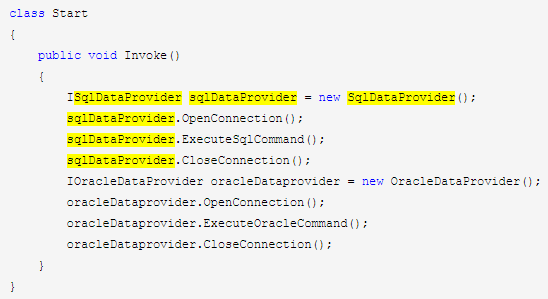 class Start
{
public void Invoke()
{
ISqlDataProvider sqlDataProvider = new SqlDataProvider();
sqlDataProvider.OpenConnection();
sqlDataProvider.ExecuteSqlCommand();
sqlDataProvider.CloseConnection();
IOracleDataProvider oracleDataprovider = new OracleDataProvider();
oracleDataprovider.OpenConnection();
oracleDataprovider.ExecuteOracleCommand();
oracleDataprovider.CloseConnection();
}
}